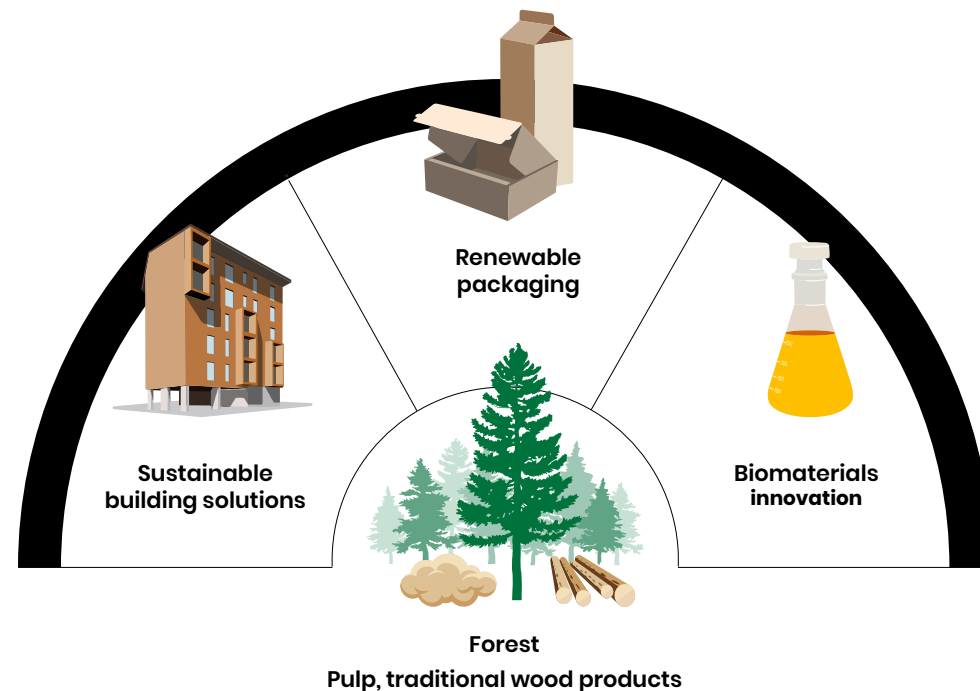 Renewable
packaging
Sustainable
building solutions
Biomaterials
innovation
Forest
Pulp, traditional wood products